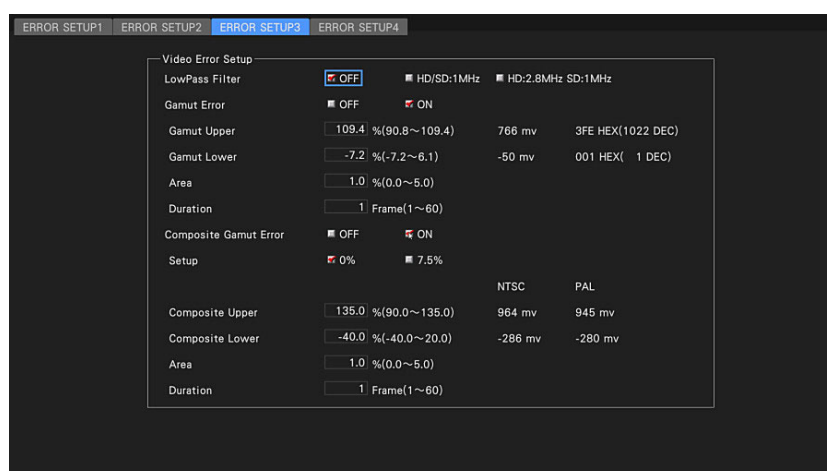 ERROR SETUP1 ERROR SETUP2 ERROR SETUP3 ERROR SETUP4
Video Error Setup
LowPass Filter OFF HD/SD:1MHz HD:2.8MHz SD:1MHz
Gamut Error OFF ON
Gamut Upper 109.4 %(90.8~109.4) 766 mv 3FE HEX(1022 DEC)
Gamut Lower -7.2 %(-7.2~6.1) -50 mv 001 HEX( 1 DEC)
Area 1.0 %(0.0~5.0)
Duration 1 Frame(1~60)
Composite Gamut Error OFF ON
Setup 0% 7.5%
NTSC PAL
Composite Upper 135.0 %(90.0~135.0) 964 mv 945 mv
Composite Lower -40.0 %(-40.0~20.0) -286 mv -280 mv
Area 1.0 %(0.0~5.0)
Duration 1 Frame(1~60)